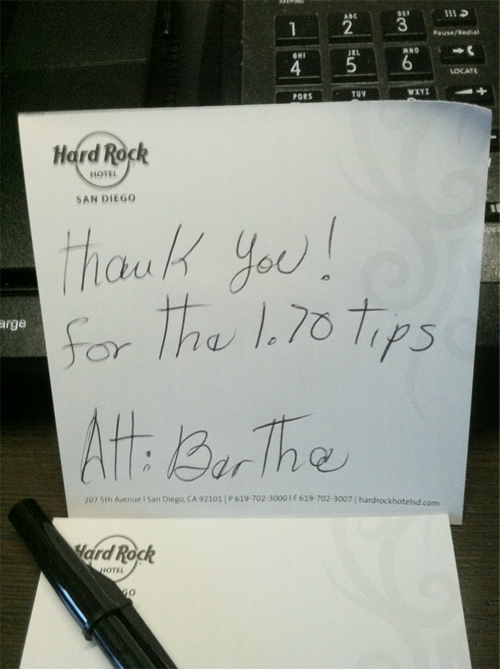 1
ABC 2
DEF 3
Pause/Redial
GHI 4
JKL 5
MNO 6
LOCATE
PQRS
TUV
WXYZ
+
arge
Hard Rock
HOTEL
SAN DIEGO
Thank you!
for the 1.70 tips
Att: Berthe
207 5th Avenue | San Diego, CA 92101 | P 619-702-3000 | F 619-702-3007 | hardrockhotelsd.com
Hard Rock
HOTEL
GO